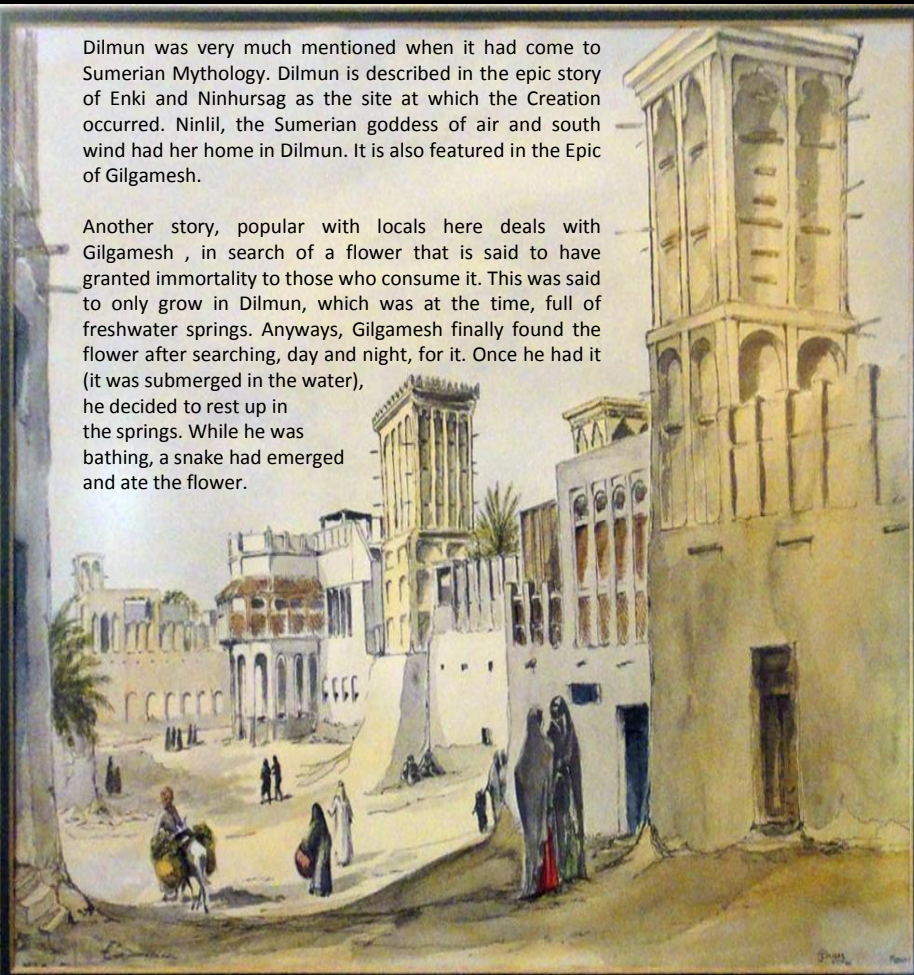 Dilmun was very much mentioned when it had come to
Sumerian Mythology. Dilmun is described in the epic story
of Enki and Ninhursag as the site at which the Creation
occurred. Ninlil, the Sumerian goddess of air and south
wind had her home in Dilmun. It is also featured in the Epic
of Gilgamesh.
Another story, popular with locals here deals with
Gilgamesh , in search of a flower that is said to have
granted immortality to those who consume it. This was said
to only grow in Dilmun, which was at the time, full of
freshwater springs. Anyways, Gilgamesh finally found the
flower after searching, day and night, for it. Once he had it
(it was submerged in the water),
he decided to rest up in
the springs. While he was
bathing, a snake had emerged
and ate the flower.